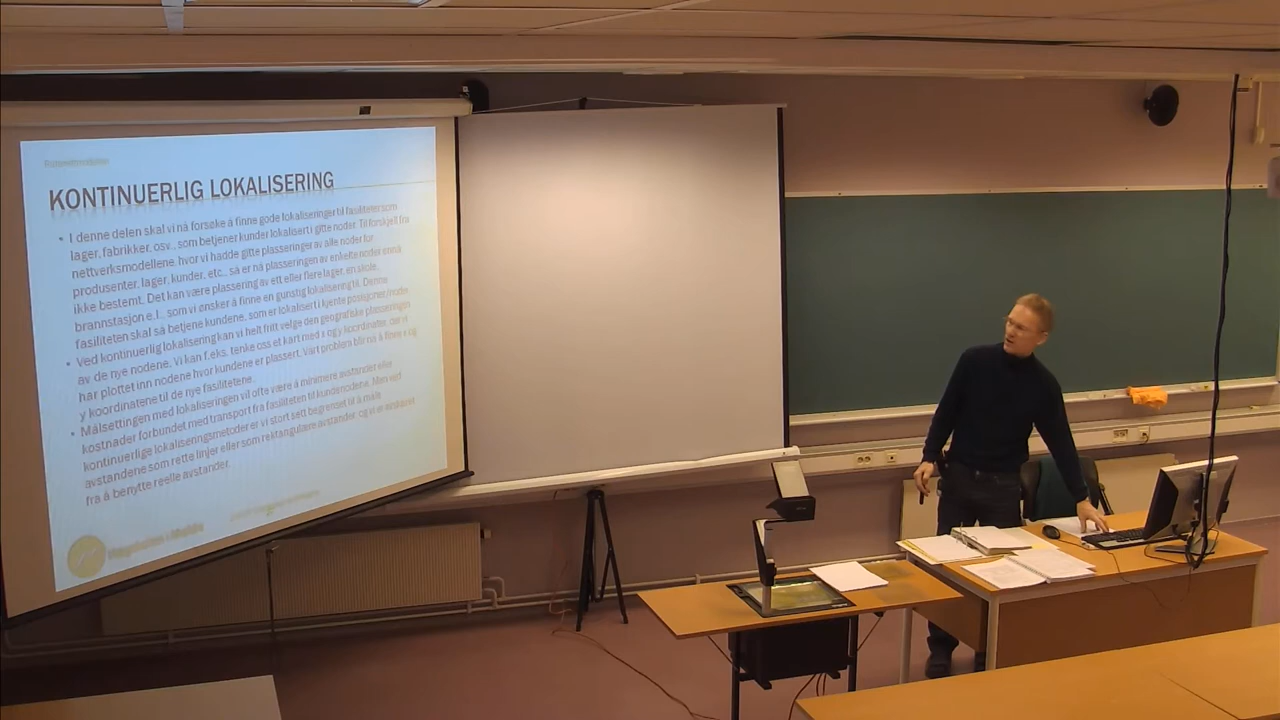 KONTINUERLIG LOKALISERING
• I denne delen skal vi nå forsøke å finne gode lokaliseringer til fasiliteter som
lager, fabrikker, osv., som betjener kunder lokalisert i gitte noder. Til forskjell fra
nettverksmodellene, hvor vi hadde gitte plasseringer av alle noder for
produsenter, lager, kunder, etc., så er nå plasseringen av enkelte noder ennå
ikke bestemt. Det kan være plassering av ett eller flere lager, en skole,
brannstasjon e.l., som vi ønsker å finne en gunstig lokalisering til. Denne
fasiliteten skal så betjene kundene, som er lokalisert i kjente posisjoner/noder.
• Ved kontinuerlig lokalisering kan vi helt fritt velge den geografiske plasseringen
av de nye nodene. Vi kan f.eks. tenke oss et kart med x og y koordinater, der vi
har plottet inn nodene hvor kundene er plassert. Vårt problem blir nå å finne x og
y koordinatene til de nye fasilitetene.
• Målsettingen med lokaliseringen vil ofte være å minimere avstander eller
kostnader forbundet med transport fra fasiliteten til kundenodene. Men ved
kontinuerlige lokaliseringsmetoder er vi stort sett begrenset til å måle
avstandene som rette linjer eller som rektangulære avstander, og vi er avskåret
fra å benytte reelle avstander.
Høgskolen i Molde